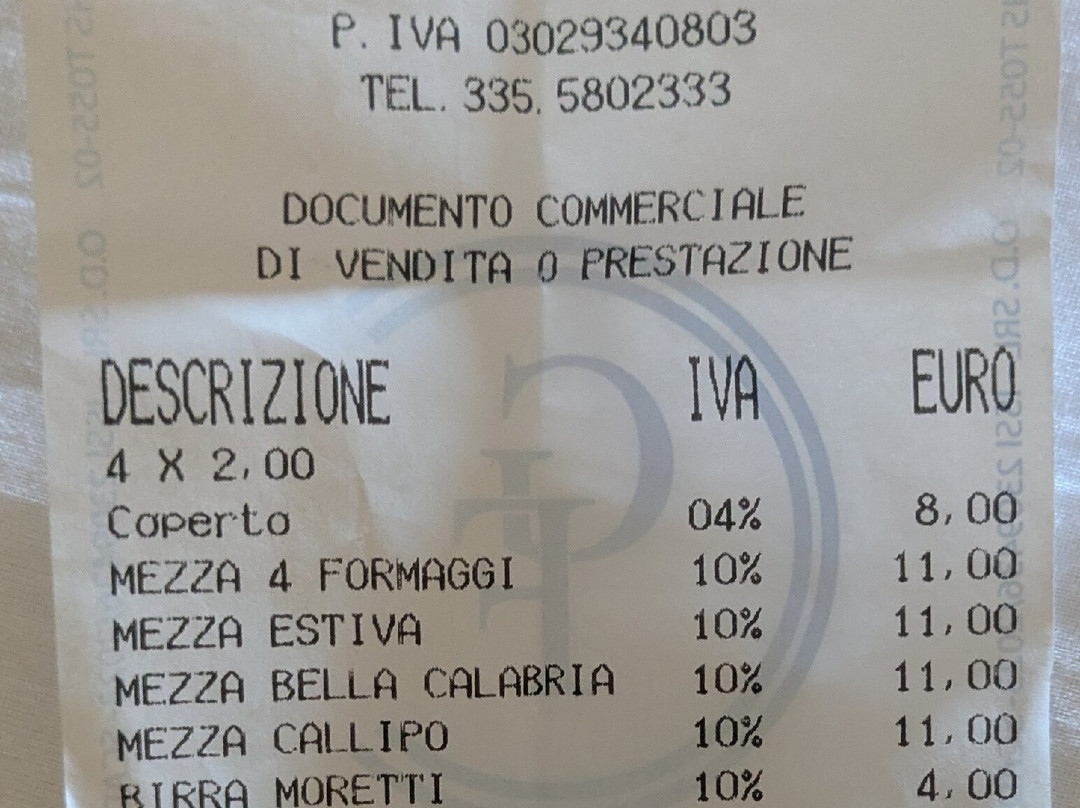 P. IVA 03029340803
TEL. 335. 5802333
DOCUMENTO COMMERCIALE
DI VENDITA O PRESTAZIONE
DESCRIZIONE IVA EURO
4 X 2,00
Coperto 04% 8,00
MEZZA 4 FORMAGGI 10% 11,00
MEZZA ESTIVA 10% 11,00
MEZZA BELLA CALABRIA 10% 11,00
MEZZA CALLIPO 10% 11,00
BIRRA MORETTI 10% 4,00